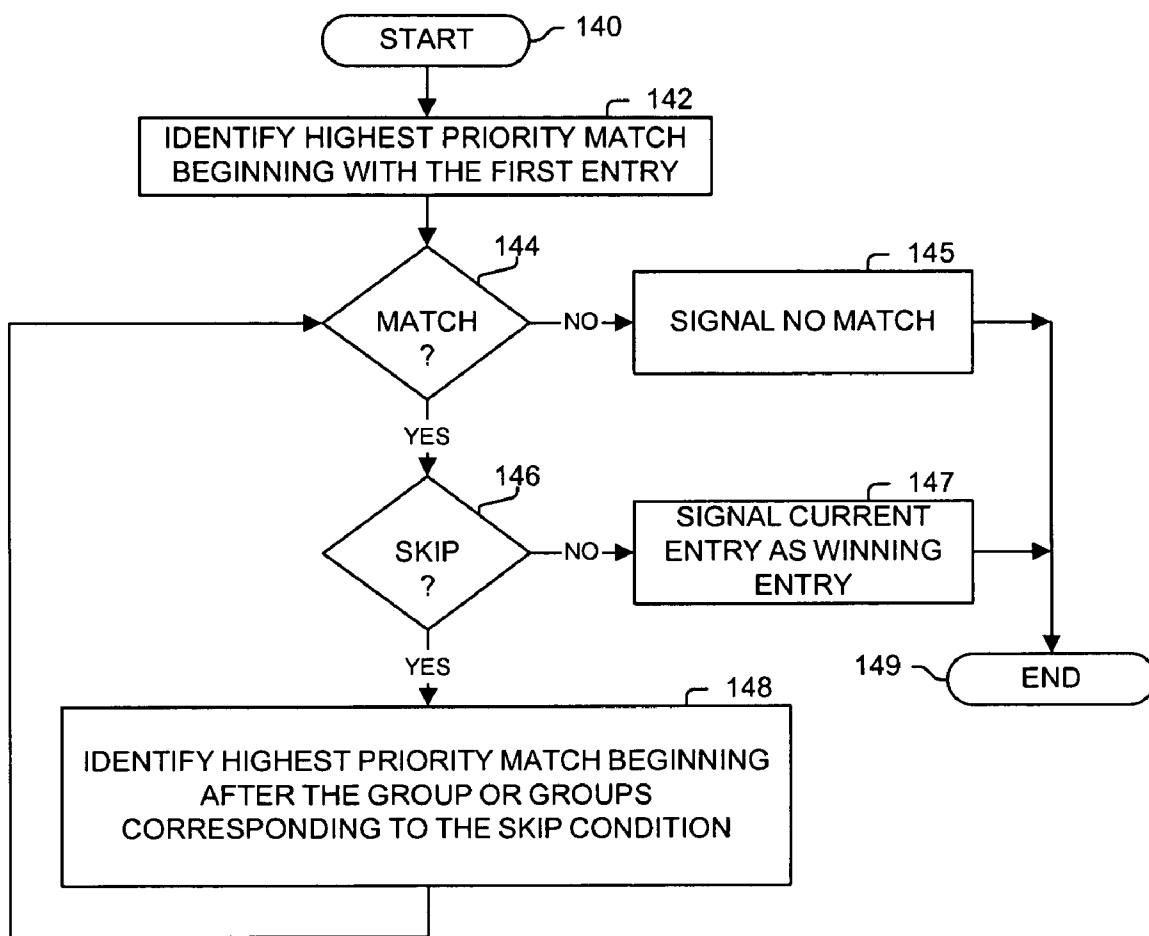 START
140
142
IDENTIFY HIGHEST PRIORITY MATCH
BEGINNING WITH THE FIRST ENTRY
144
MATCH
?
NO
145
SIGNAL NO MATCH
YES
146
SKIP
?
NO
147
SIGNAL CURRENT
ENTRY AS WINNING
ENTRY
YES
149
END
148
IDENTIFY HIGHEST PRIORITY MATCH BEGINNING
AFTER THE GROUP OR GROUPS
CORRESPONDING TO THE SKIP CONDITION